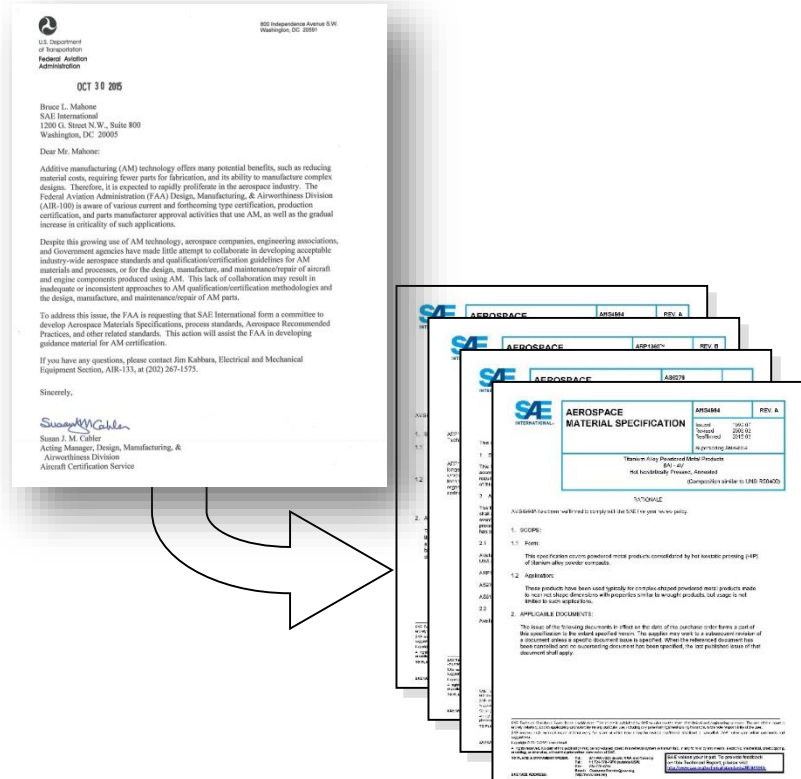 U.S. Department
of Transportation
Federal Aviation
Administration
800 Independence Avenue S.W.
Washington, DC 20591
OCT 30 2015
Bruce L. Mahone
SAE International
1200 G. Street N.W., Suite 800
Washington, DC 20005
Dear Mr. Mahone:
Additive manufacturing (AM) technology offers many potential benefits, such as reducing
material costs, requiring fewer parts for fabrication, and its ability to manufacture complex
designs. Therefore, it is expected to rapidly proliferate in the aerospace industry. The
Federal Aviation Administration (FAA) Design, Manufacturing, & Airworthiness Division
(AIR-100) is aware of various current and forthcoming type certification, production
certification, and parts manufacturer approval activities that use AM, as well as the gradual
increase in criticality of such applications.
Despite this growing use of AM technology, aerospace companies, engineering associations,
and Government agencies have made little attempt to collaborate in developing acceptable
industry-wide aerospace standards and qualification/certification guidelines for AM
materials and processes, or for the design, manufacture, and maintenance/repair of aircraft
and engine components produced using AM. This lack of collaboration may result in
inadequate or inconsistent approaches to AM qualification/certification methodologies and
the design, manufacture, and maintenance/repair of AM parts.
To address this issue, the FAA is requesting that SAE International form a committee to
develop Aerospace Materials Specifications, process standards, Aerospace Recommended
Practices, and other related standards. This action will assist the FAA in developing
guidance material for AM certification.
If you have any questions, please contact Jim Kabbara, Electrical and Mechanical
Equipment Section, AIR-133, at (202) 267-1575.
Sincerely,
Susan J. M. Cabler
Susan J. M. Cabler
Acting Manager, Design, Manufacturing, &
Airworthiness Division
Aircraft Certification Service
AEROSPACE AMS4994 REV. A
AEROSPACE REV. B
AEROSPACE
SAE
INTERNATIONAL
AEROSPACE
MATERIAL SPECIFICATION
AMS4994 REV. A
Issued
Revised
Reaffirmed
Titanium Alloy Powdered Metal Products
6Al - 4V
Hot Isostatically Pressed, Annealed
(Composition similar to UNS R56400)
RATIONALE
AMS4994A has been reaffirmed to comply with the SAE five year review policy.
1. SCOPE:
1.1 Form:
This specification covers powdered metal products consolidated by hot isostatic pressing (HIP)
of titanium alloy powder compacts.
1.2 Application:
These products have been used typically for complex-shaped powdered metal products made
to near net shape dimensions with properties similar to wrought products, but usage is not
limited to such applications.
2. APPLICABLE DOCUMENTS:
The issue of the following documents in effect on the date of the purchase order forms a part of
this specification to the extent specified herein. The supplier may work to a subsequent revision of
a document unless a specific document issue is specified. When the referenced document has
been cancelled and no superseding document has been specified, the last published issue of that
document shall apply.